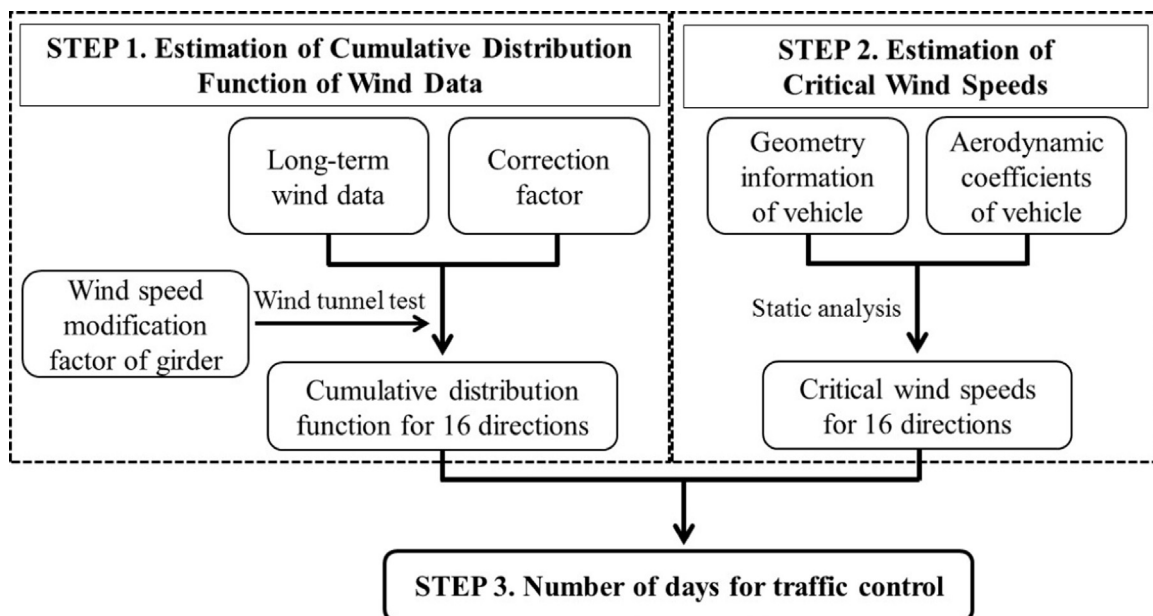 STEP 1. Estimation of Cumulative Distribution
Function of Wind Data
Long-term
wind data
Correction
factor
Wind speed
modification
factor of girder
Wind tunnel test
Cumulative distribution
function for 16 directions
STEP 2. Estimation of
Critical Wind Speeds
Geometry
information
of vehicle
Aerodynamic
coefficients
of vehicle
Static analysis
Critical wind speeds
for 16 directions
STEP 3. Number of days for traffic control